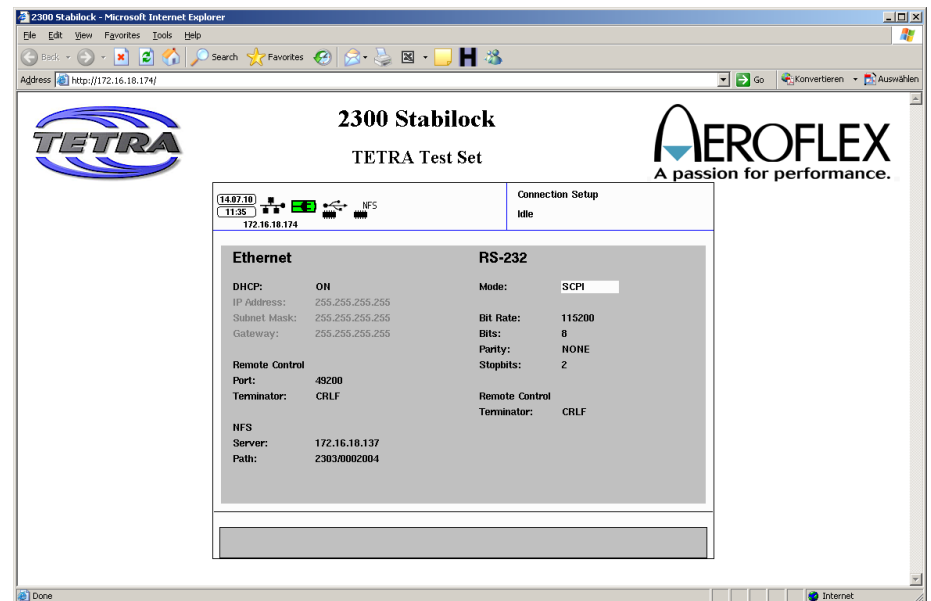 2300 Stabilock - Microsoft Internet Explorer
File Edit View Favorites Tools Help
Back Search Favorites H
Address http://172.16.18.174/ Go Konvertieren Auswählen
TETRA
2300 Stabilock
TETRA Test Set
AEROFLEX
A passion for performance.
14.07.10
11:35
NFS
172.16.18.174
Connection Setup
Idle
Ethernet
DHCP: ON
IP Address: 255.255.255.255
Subnet Mask: 255.255.255.255
Gateway: 255.255.255.255
Remote Control
Port: 49200
Terminator: CRLF
NFS
Server: 172.16.18.137
Path: 2303/0002004
RS-232
Mode: SCPI
Bit Rate: 115200
Bits: 8
Parity: NONE
Stopbits: 2
Remote Control
Terminator: CRLF
Done
Internet